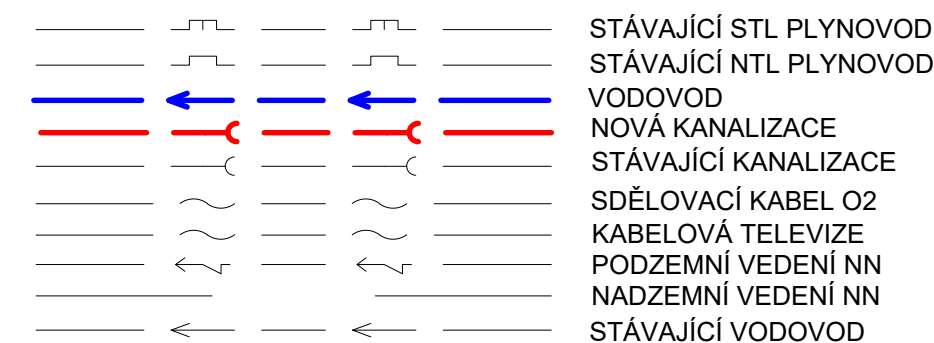 STÁVAJÍCÍ STL PLYNOVOD
STÁVAJÍCÍ NTL PLYNOVOD
VODOVOD
NOVÁ KANALIZACE
STÁVAJÍCÍ KANALIZACE
SDĚLOVACÍ KABEL O2
KABELOVÁ TELEVIZE
PODZEMNÍ VEDENÍ NN
NADZEMNÍ VEDENÍ NN
STÁVAJÍCÍ VODOVOD